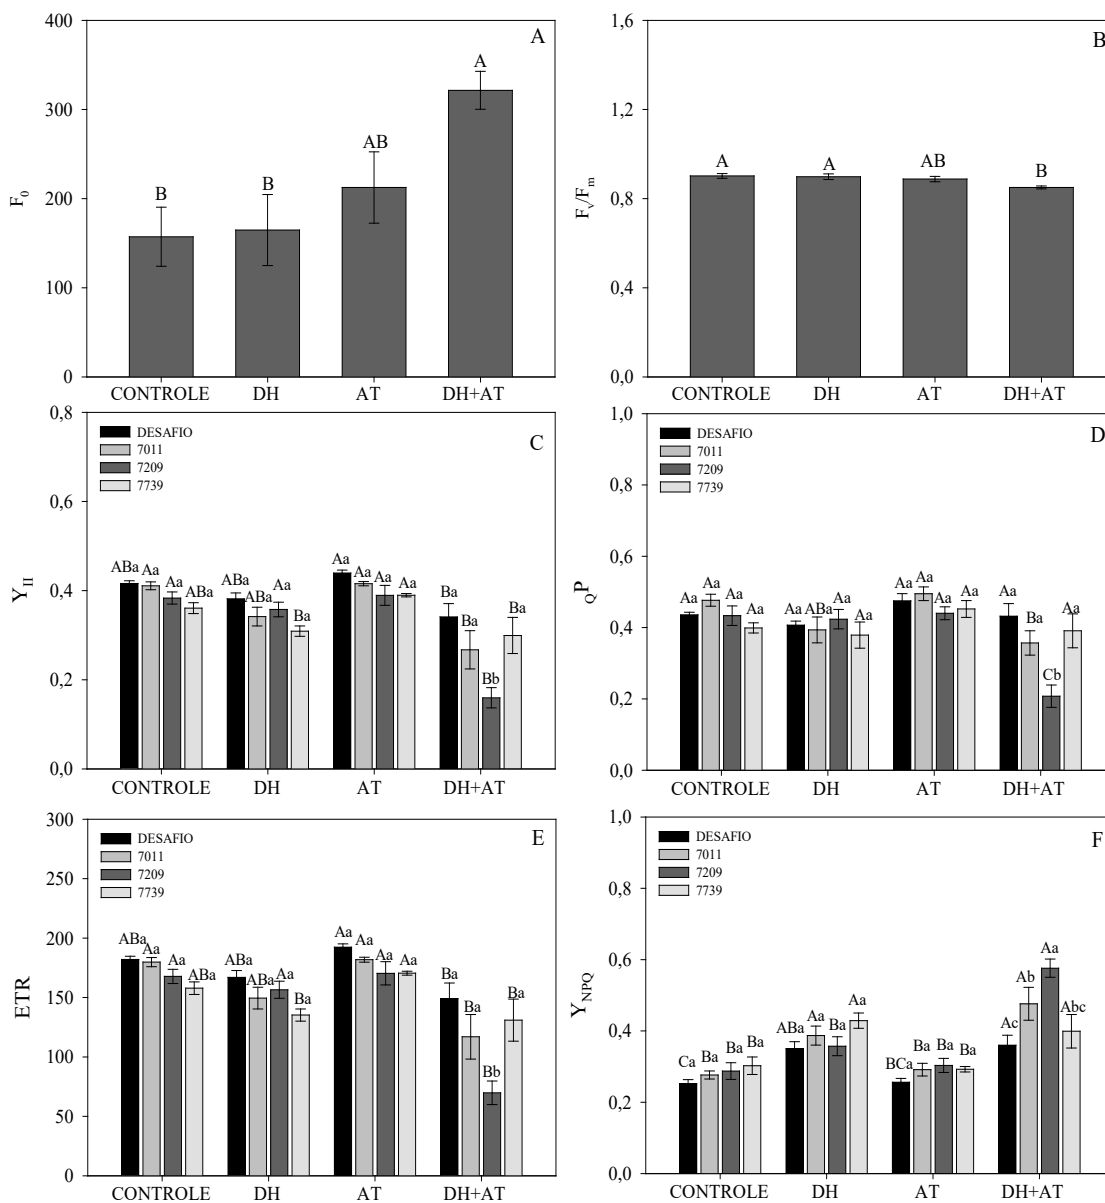 A
400
300
200
100
0
F0
B
B
AB
A
CONTROLE DH AT DH+AT
B
1,6
1,2
0,8
0,4
0,0
Fv/Fm
A
A
AB
B
CONTROLE DH AT DH+AT
C
0,8
0,6
0,4
0,2
0,0
YII
DESAFIO
7011
7209
7739
ABa Aa Aa ABa
ABa ABa Aa Ba
Aa Aa Aa Aa
Ba Ba Bb Ba
CONTROLE DH AT DH+AT
D
1,0
0,8
0,6
0,4
0,2
0,0
QP
DESAFIO
7011
7209
7739
Aa Aa Aa Aa
Aa ABa Aa Aa
Aa Aa Aa Aa
Aa Ba Cb Aa
CONTROLE DH AT DH+AT
E
300
250
200
150
100
50
0
ETR
DESAFIO
7011
7209
7739
ABa Aa Aa ABa
ABa ABa Aa Ba
Aa Aa Aa Aa
Ba Ba Bb Ba
CONTROLE DH AT DH+AT
F
1,0
0,8
0,6
0,4
0,2
0,0
YNPQ
DESAFIO
7011
7209
7739
Ca Ba Ba Ba
ABa Aa Ba Aa
BCa Ba Ba Ba
Ac Ab Aa Abc
CONTROLE DH AT DH+AT